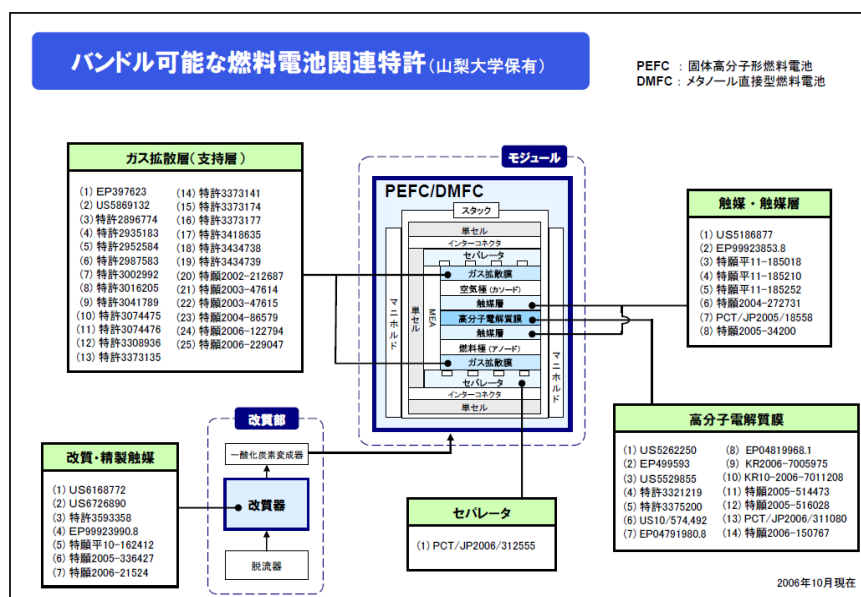 バンドル可能な燃料電池関連特許(山梨大学保有)
PEFC : 固体高分子形燃料電池
DMFC : メタノール直接型燃料電池
ガス拡散層(支持層)
(1) EP397623
(2) US5869132
(3) 特許2896774
(4) 特許2935183
(5) 特許2952584
(6) 特許2987583
(7) 特許3002992
(8) 特許3016205
(9) 特許3041789
(10) 特許3074475
(11) 特許3074476
(12) 特許3308936
(13) 特許3373135
(14) 特許3373141
(15) 特許3373174
(16) 特許3373177
(17) 特許3418635
(18) 特許3434738
(19) 特許3434739
(20) 特願2002-212687
(21) 特願2003-47614
(22) 特願2003-47615
(23) 特願2004-86579
(24) 特願2006-122794
(25) 特願2006-229047
モジュール
PEFC/DMFC
スタック
単セル
インターコネクタ
セパレータ
ガス拡散膜
空気極(カソード)
触媒層
高分子電解質膜
触媒層
燃料極(アノード)
ガス拡散膜
セパレータ
インターコネクタ
単セル
マニホルド
単セル
MEA
マニホルド
触媒・触媒層
(1) US5186877
(2) EP99923853.8
(3) 特願平11-185018
(4) 特願平11-185210
(5) 特願平11-185252
(6) 特願2004-272731
(7) PCT/JP2005/18558
(8) 特願2005-34200
改質・精製触媒
(1) US6168772
(2) US6726890
(3) 特許3593358
(4) EP99923990.8
(5) 特願平10-162412
(6) 特願2005-336427
(7) 特願2006-21524
改質部
一酸化炭素変成器
改質器
脱流器
セパレータ
(1) PCT/JP2006/312555
高分子電解質膜
(1) US5262250
(2) EP499593
(3) US5529855
(4) 特許3321219
(5) 特許3375200
(6) US10/574,492
(7) EP04791980.8
(8) EP04819968.1
(9) KR2006-7005975
(10) KR10-2006-7011208
(11) 特願2005-514473
(12) 特願2005-516028
(13) PCT/JP2006/311080
(14) 特願2006-150767
2006年10月現在